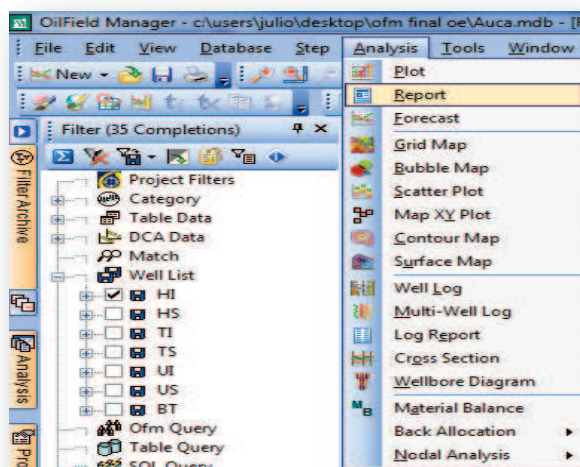 OilField Manager - c:\users\julio\desktop\ofm final oe\Auca.mdb - [F
File Edit View Database Step Analysis Tools Window
New
Filter (35 Completions)
Project Filters
Category
Table Data
DCA Data
Match
Well List
HI
HS
TI
TS
UI
US
BT
Ofm Query
Table Query
SQL Query
Filter Archive
Analysis
Pro
Plot
Report
Forecast
Grid Map
Bubble Map
Scatter Plot
Map XY Plot
Contour Map
Surface Map
Well Log
Multi-Well Log
Log Report
Cross Section
Wellbore Diagram
Material Balance
Back Allocation
Nodal Analysis